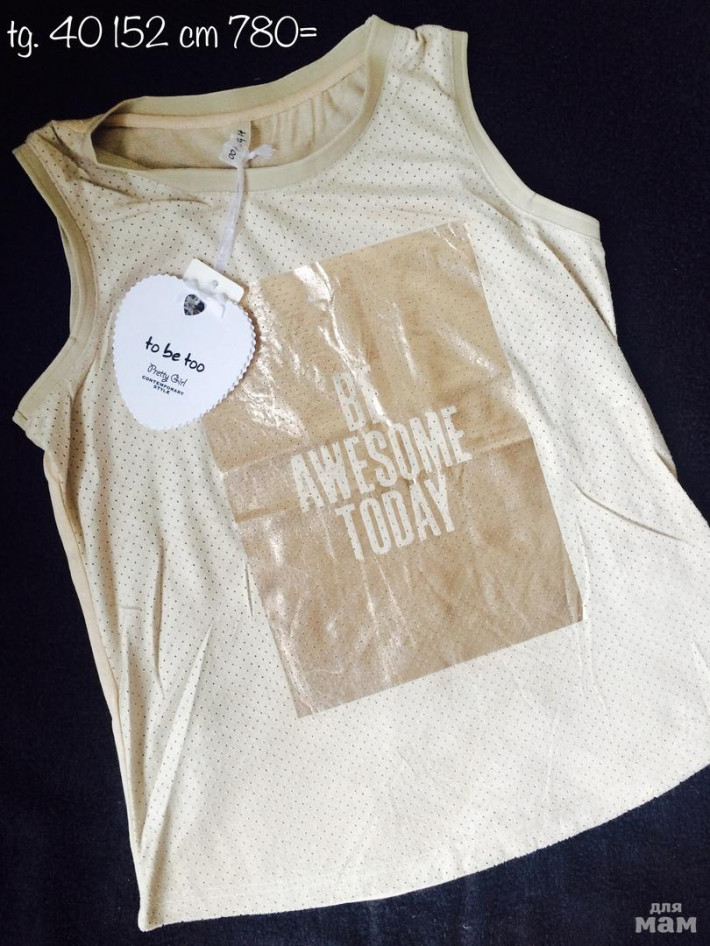 tg. 40 152 cm 780=
to be too
Pretty Girl
CONTEMPORARY
STYLE
BE
AWESOME
TODAY
для
мам